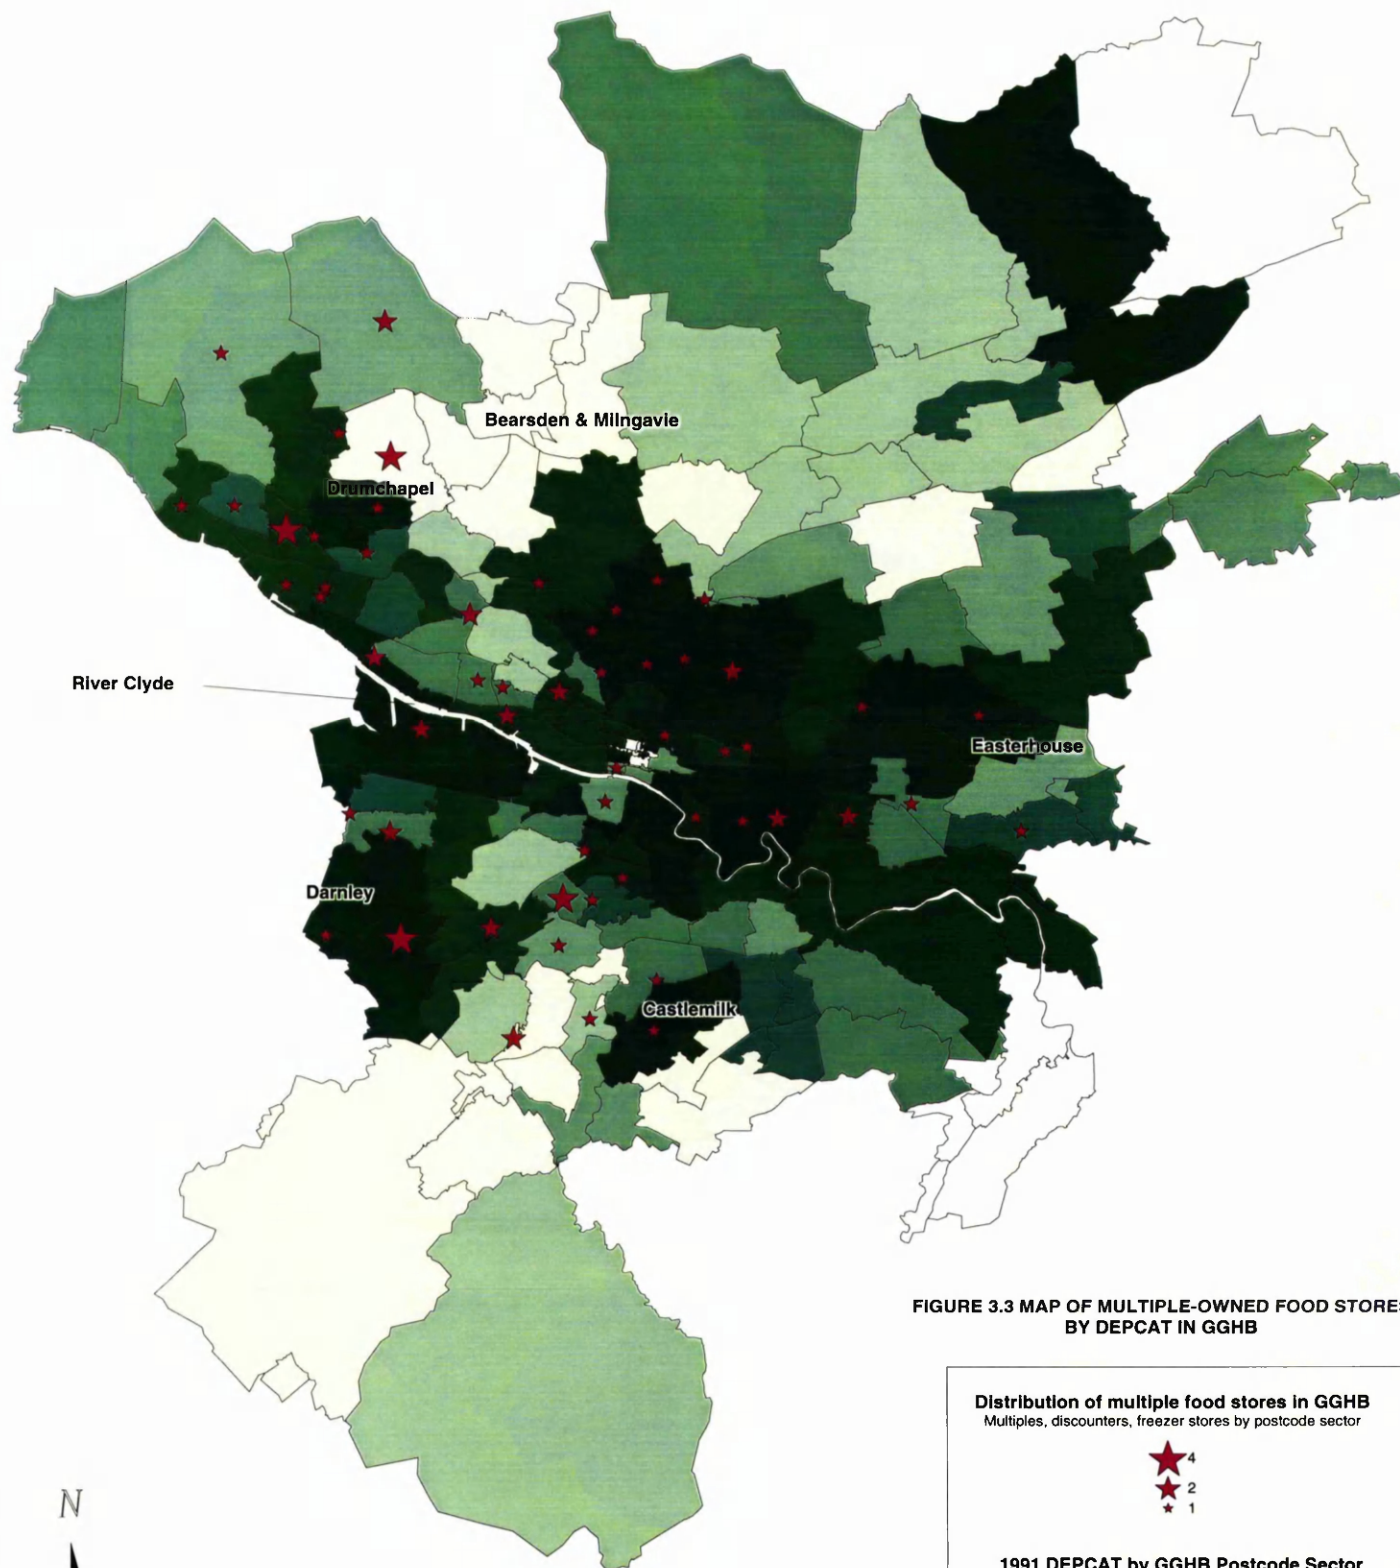 Bearsden & Milngavie
Drumchapel
River Clyde
Easterhouse
Darnley
Castlemilk
FIGURE 3.3 MAP OF MULTIPLE-OWNED FOOD STORES
BY DEPCAT IN GGHB
Distribution of multiple food stores in GGHB
Multiples, discounters, freezer stores by postcode sector
4
2
1
N
1991 DEPCAT by GGHB Postcode Sector